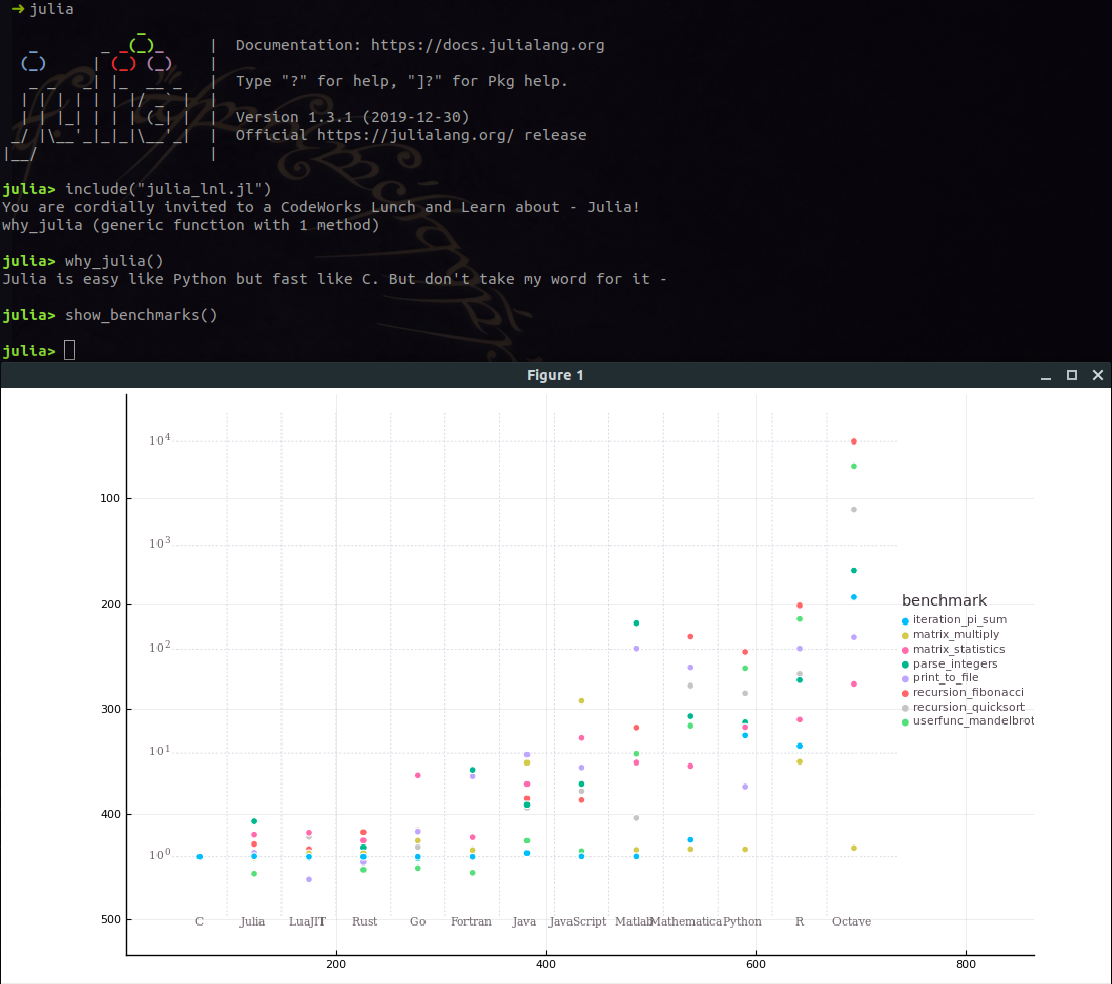 ➜ julia
Documentation: https://docs.julialang.org
Type "?" for help, "]?" for Pkg help.
Version 1.3.1 (2019-12-30)
Official https://julialang.org/ release
julia> include("julia_lnl.jl")
You are cordially invited to a CodeWorks Lunch and Learn about - Julia!
why_julia (generic function with 1 method)
julia> why_julia()
Julia is easy like Python but fast like C. But don't take my word for it -
julia> show_benchmarks()
julia>
Figure 1
10^4
100
10^3
200
10^2
300
10^1
400
10^0
500
benchmark
iteration_pi_sum
matrix_multiply
matrix_statistics
parse_integers
print_to_file
recursion_fibonacci
recursion_quicksort
userfunc_mandelbrot
C Julia LuaJIT Rust Go Fortran Java JavaScript Matlab Mathematica Python R Octave
200 400 600 800